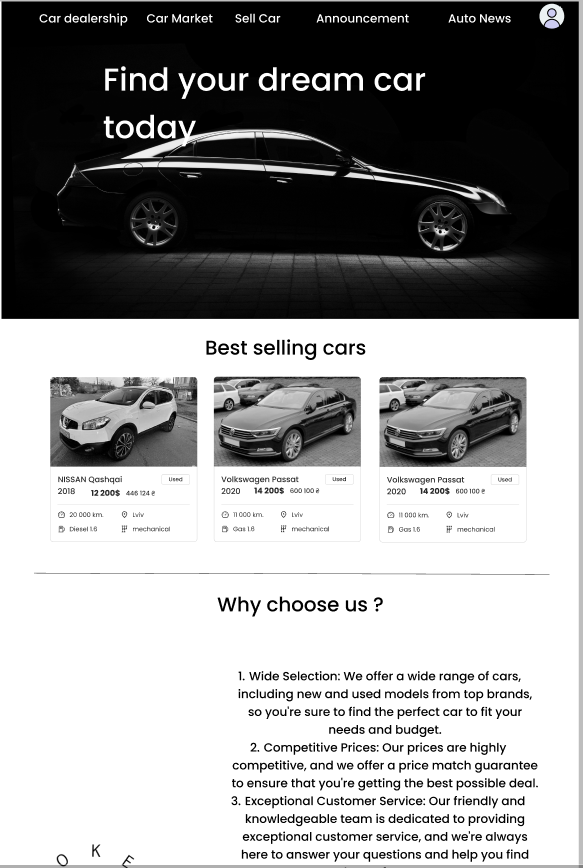 Car dealership Car Market Sell Car Announcement Auto News
Find your dream car
today
Best selling cars
NISSAN Qashqai Used
2018 12 200$ 446 124 ₴
20 000 km. Lviv
Diesel 1.6 mechanical
Volkswagen Passat Used
2020 14 200$ 600 100 ₴
11 000 km. Lviv
Gas 1.6 mechanical
Volkswagen Passat Used
2020 14 200$ 600 100 ₴
11 000 km. Lviv
Gas 1.6 mechanical
Why choose us ?
1. Wide Selection: We offer a wide range of cars,
including new and used models from top brands,
so you're sure to find the perfect car to fit your
needs and budget.
2. Competitive Prices: Our prices are highly
competitive, and we offer a price match guarantee
to ensure that you're getting the best possible deal.
3. Exceptional Customer Service: Our friendly and
knowledgeable team is dedicated to providing
exceptional customer service, and we're always
here to answer your questions and help you find
O K E